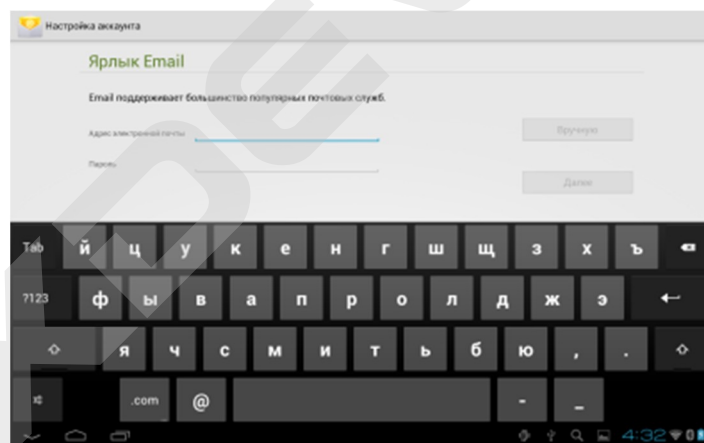 Настройка аккаунта
Ярлык Email
Email поддерживает большинство популярных почтовых служб.
Адрес электронной почты
Вручную
Пароль
Далее
Tab й ц у к е н г ш щ з х ъ
?123 ф ы в а п р о л д ж э
я ч с м и т ь б ю , .
.com @ - _
4:32